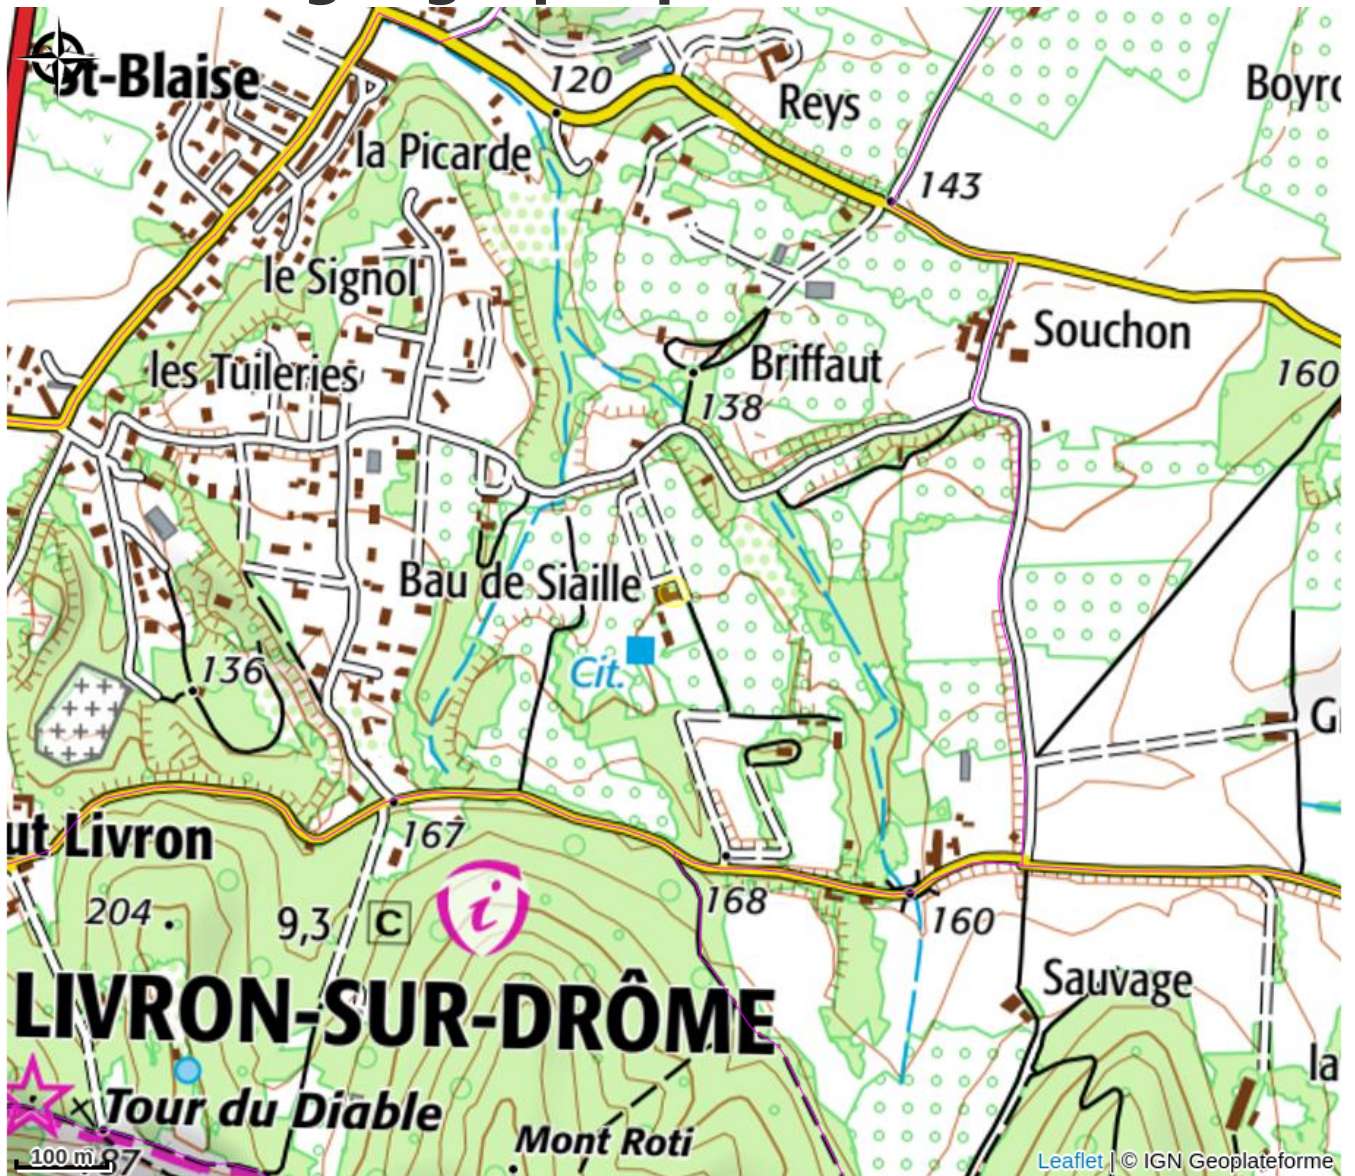 St-Blaise
120
Reys
Boyro
la Picarde
143
le Signol
Souchon
les Tuileries
Briffaut
160
138
Bau de Siaille
Cit.
136
G
ut Livron
167
168
160
204
9,3
C
i
Sauvage
LIVRON-SUR-DRÔME
la
Tour du Diable
Mont Roti
100 m
87
Leaflet | © IGN Geoplateforme